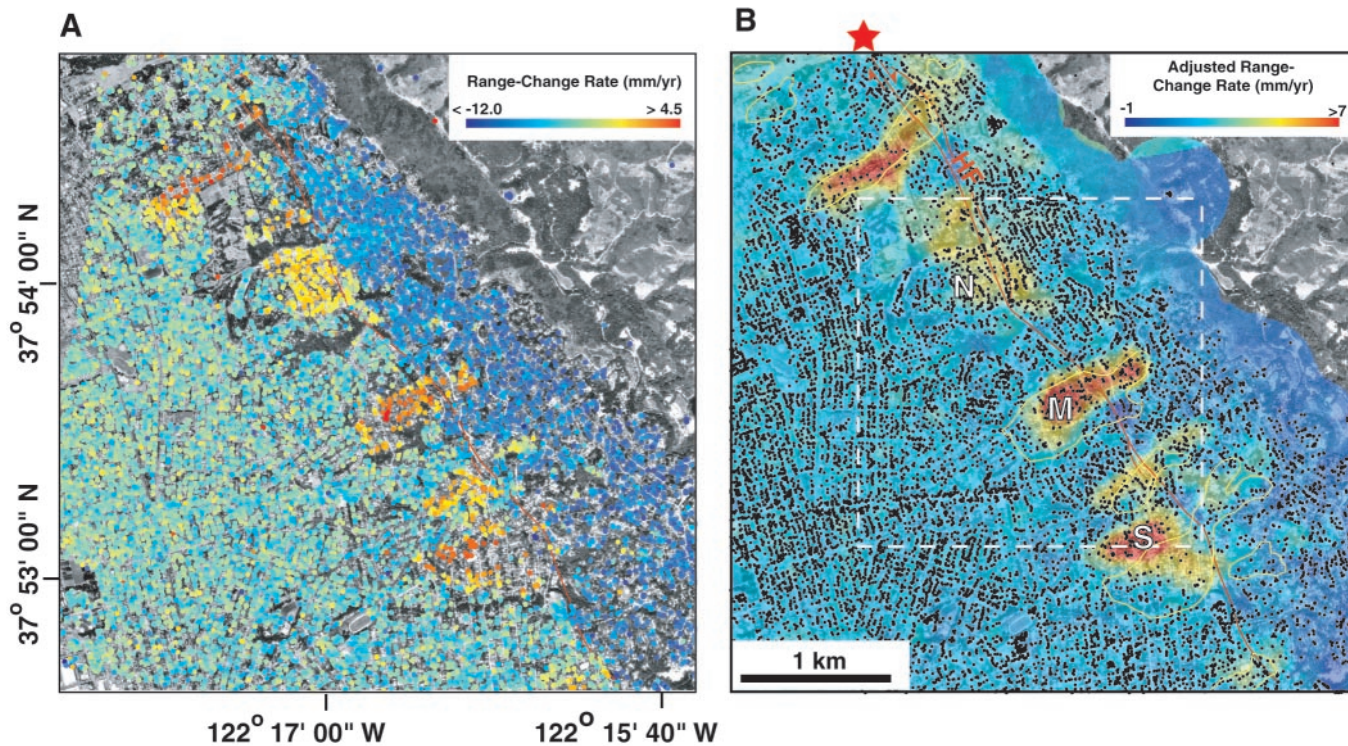 A
Range-Change Rate (mm/yr)
< -12.0
> 4.5
37° 54' 00" N
37° 53' 00" N
122° 17' 00" W
122° 15' 40" W
B
Adjusted Range-
Change Rate (mm/yr)
-1
>7
HF
N
M
S
1 km